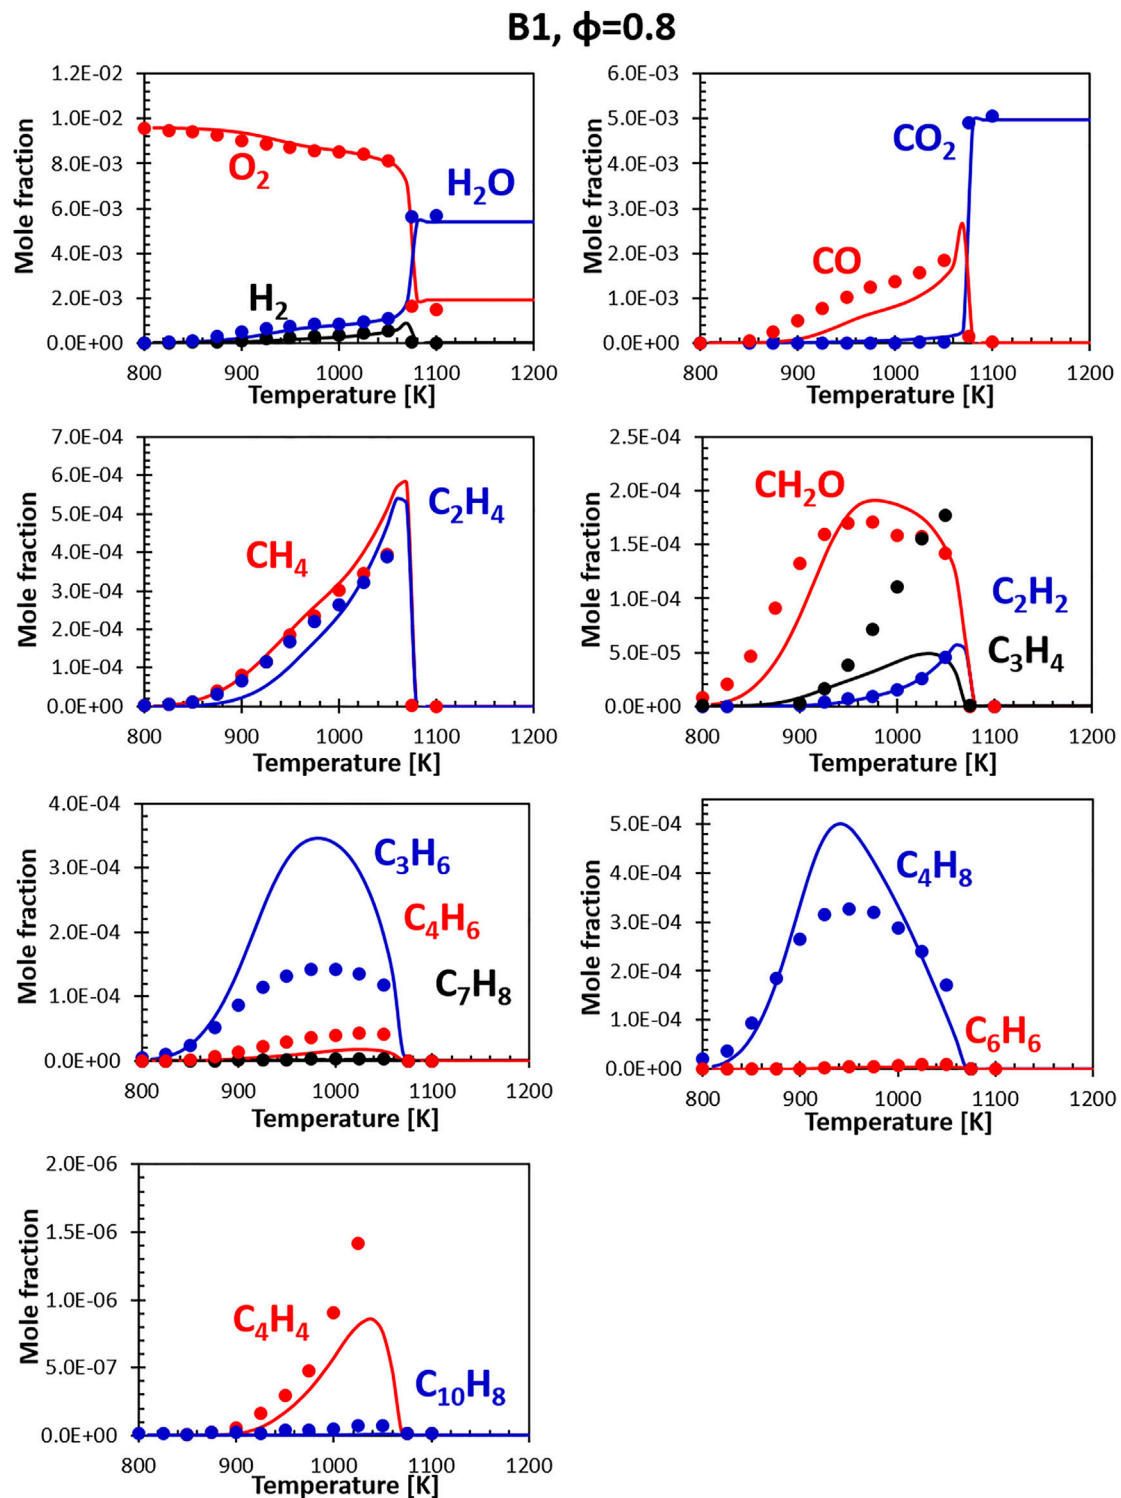 B1, ϕ=0.8
1.2E-02
1.0E-02
8.0E-03
6.0E-03
4.0E-03
2.0E-03
0.0E+00
Mole fraction
O₂
H₂O
H₂
800 900 1000 1100 1200
Temperature [K]
6.0E-03
5.0E-03
4.0E-03
3.0E-03
2.0E-03
1.0E-03
0.0E+00
Mole fraction
CO₂
CO
800 900 1000 1100 1200
Temperature [K]
7.0E-04
6.0E-04
5.0E-04
4.0E-04
3.0E-04
2.0E-04
1.0E-04
0.0E+00
Mole fraction
C₂H₄
CH₄
800 900 1000 1100 1200
Temperature [K]
2.5E-04
2.0E-04
1.5E-04
1.0E-04
5.0E-05
0.0E+00
Mole fraction
CH₂O
C₂H₂
C₃H₄
800 900 1000 1100 1200
Temperature [K]
4.0E-04
3.0E-04
2.0E-04
1.0E-04
0.0E+00
Mole fraction
C₃H₆
C₄H₆
C₇H₈
800 900 1000 1100 1200
Temperature [K]
5.0E-04
4.0E-04
3.0E-04
2.0E-04
1.0E-04
0.0E+00
Mole fraction
C₄H₈
C₆H₆
800 900 1000 1100 1200
Temperature [K]
2.0E-06
1.5E-06
1.0E-06
5.0E-07
0.0E+00
Mole fraction
C₄H₄
C₁₀H₈
800 900 1000 1100 1200
Temperature [K]